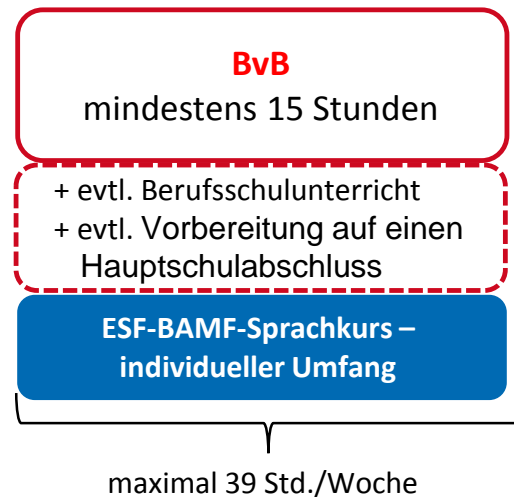 BvB
mindestens 15 Stunden
+ evtl. Berufsschulunterricht
+ evtl. Vorbereitung auf einen
Hauptschulabschluss
ESF-BAMF-Sprachkurs –
individueller Umfang
maximal 39 Std./Woche